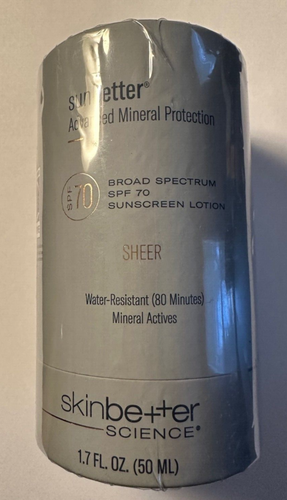 sunbetter®
Advanced Mineral Protection
SPF 70
BROAD SPECTRUM
SPF 70
SUNSCREEN LOTION
SHEER
Water-Resistant (80 Minutes)
Mineral Actives
skinbetter
SCIENCE®
1.7 FL. OZ. (50 ML)